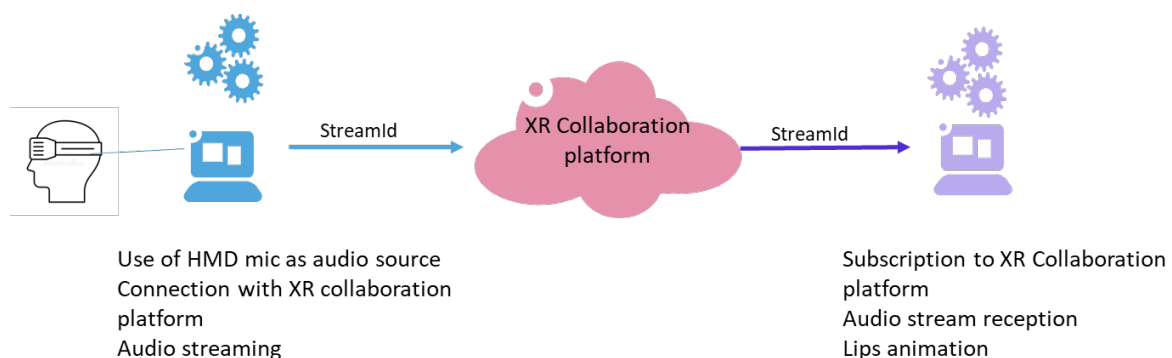 StreamId
XR Collaboration
platform
StreamId
Use of HMD mic as audio source
Connection with XR collaboration
platform
Audio streaming
Subscription to XR Collaboration
platform
Audio stream reception
Lips animation